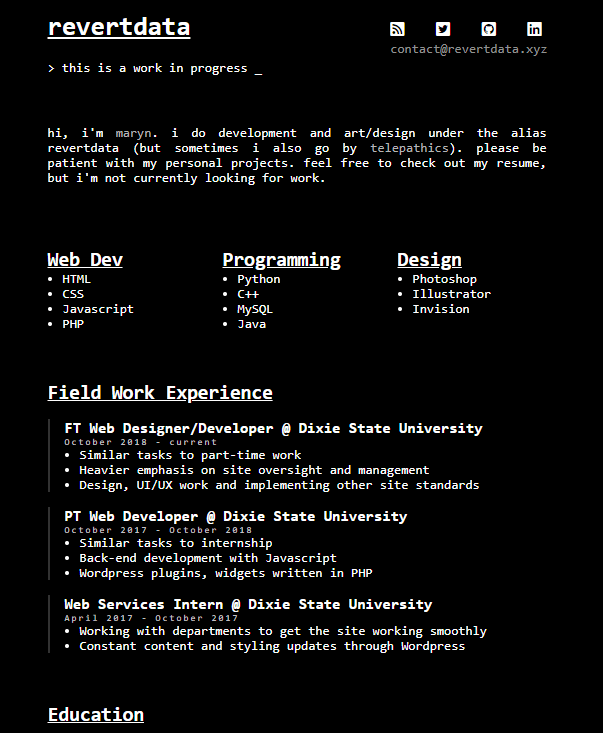 revertdata
contact@revertdata.xyz
> this is a work in progress _
hi, i'm maryn. i do development and art/design under the alias
revertdata (but sometimes i also go by telepathics). please be
patient with my personal projects. feel free to check out my resume,
but i'm not currently looking for work.
Web Dev
• HTML
• CSS
• Javascript
• PHP
Programming
• Python
• C++
• MySQL
• Java
Design
• Photoshop
• Illustrator
• Invision
Field Work Experience
FT Web Designer/Developer @ Dixie State University
October 2018 - current
• Similar tasks to part-time work
• Heavier emphasis on site oversight and management
• Design, UI/UX work and implementing other site standards
PT Web Developer @ Dixie State University
October 2017 - October 2018
• Similar tasks to internship
• Back-end development with Javascript
• Wordpress plugins, widgets written in PHP
Web Services Intern @ Dixie State University
April 2017 - October 2017
• Working with departments to get the site working smoothly
• Constant content and styling updates through Wordpress
Education